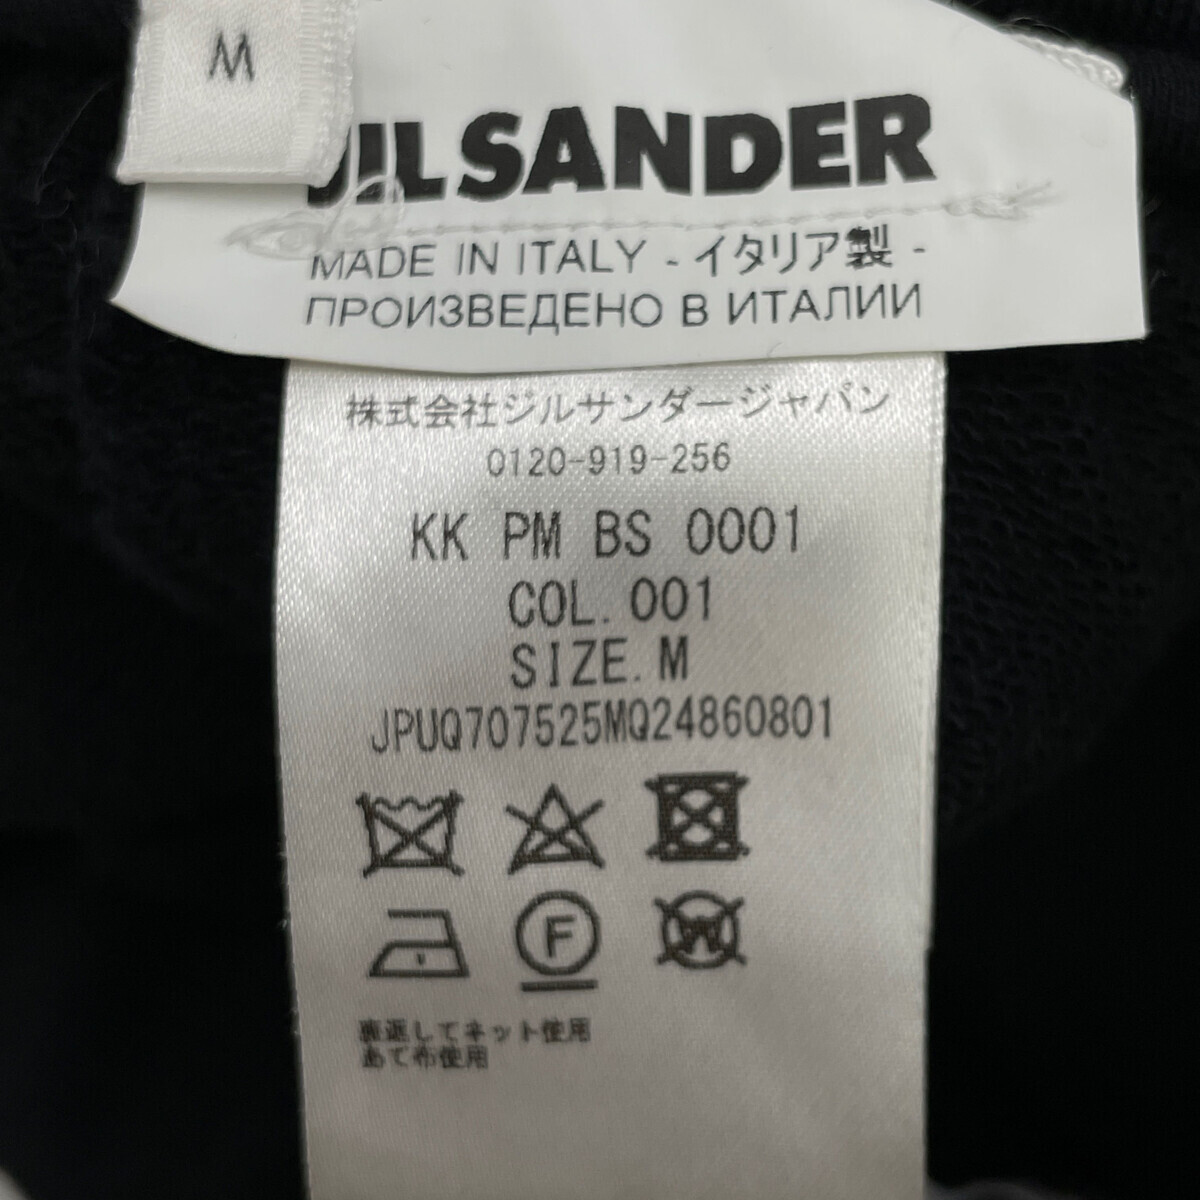 M
JIL SANDER
MADE IN ITALY - イタリア製 -
ПРОИЗВЕДЕНО В ИТАЛИИ
株式会社ジルサンダージャパン
0120-919-256
KK PM BS 0001
COL. 001
SIZE. M
JPUQ707525MQ24860801
F
W
裏返してネット使用
あて布使用